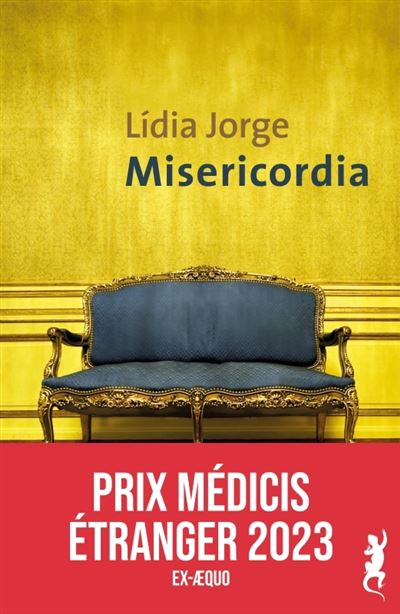 Lídia Jorge
Misericordia
PRIX MÉDICIS
ÉTRANGER 2023
EX-ÆQUO